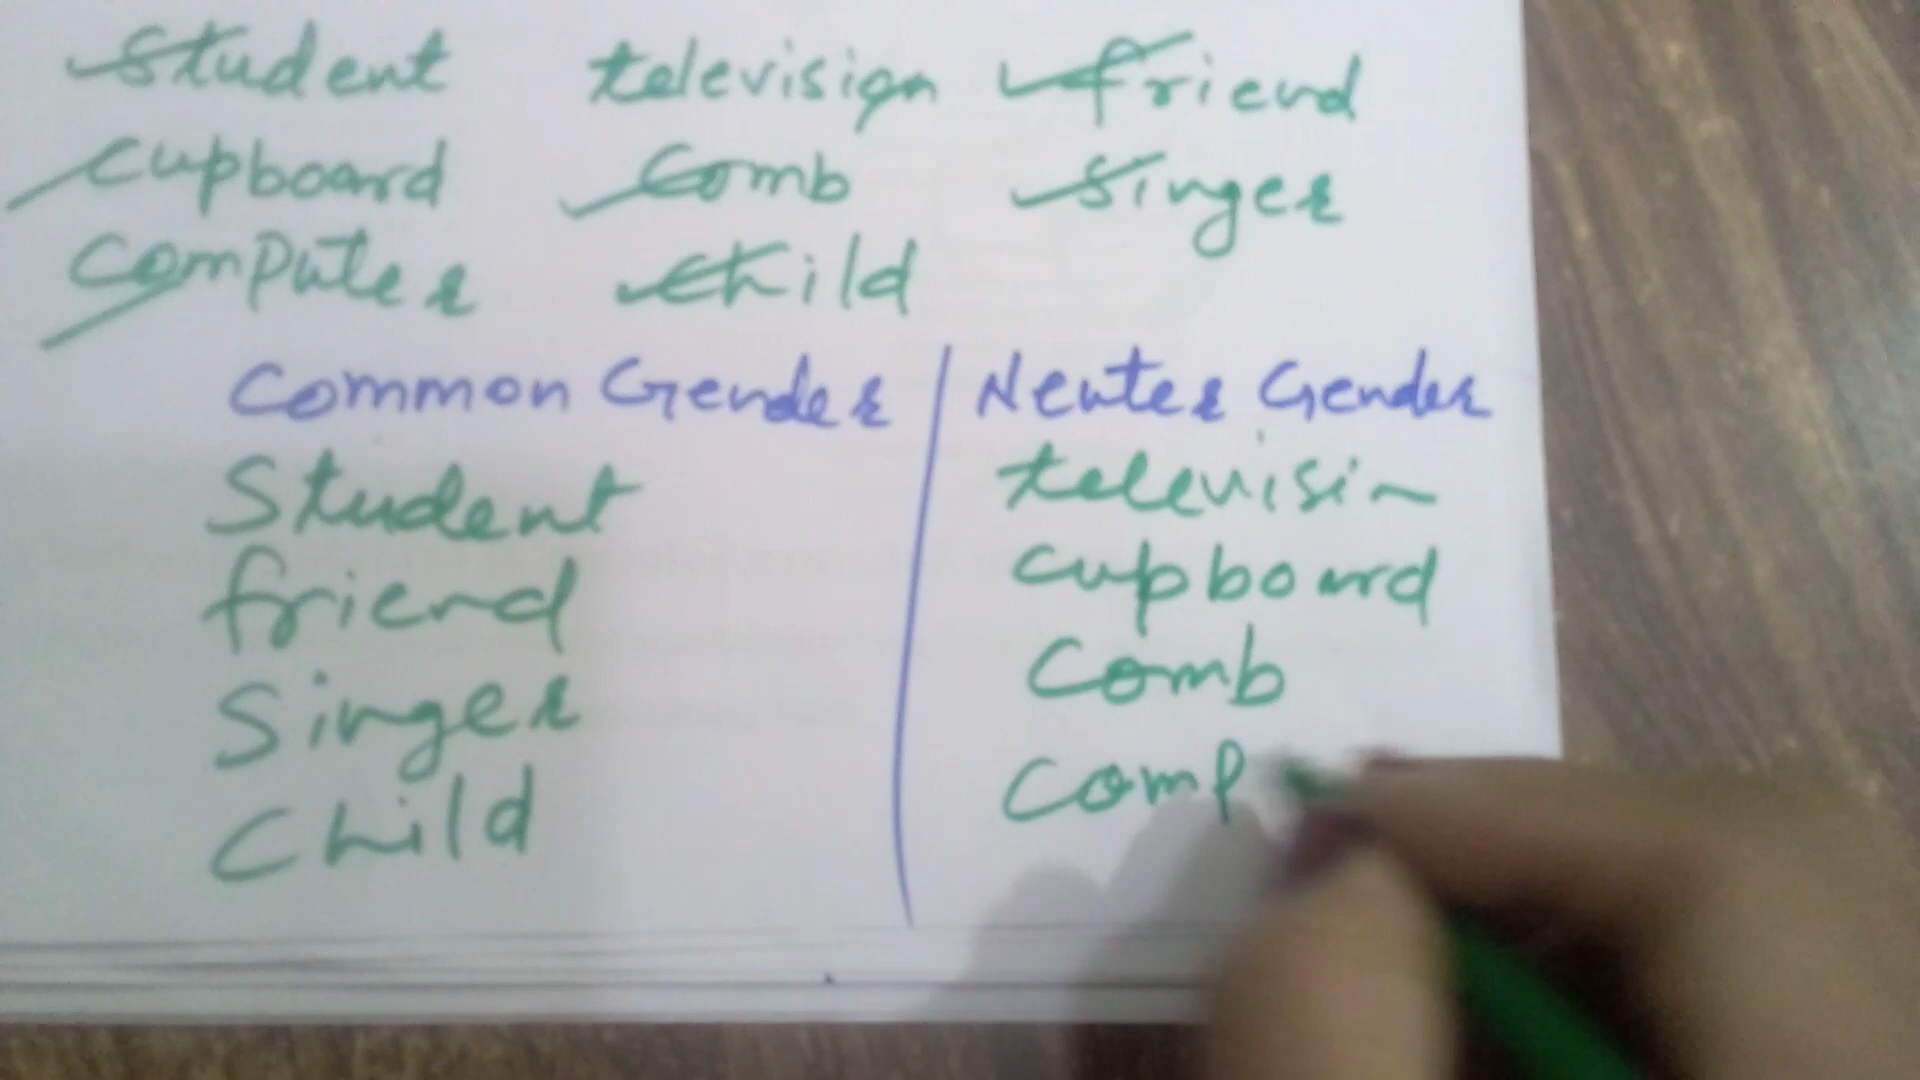 Student television friend
Cupboard Comb Singer
Computer Child
Common Gender Neuter Gender
Student televisin
friend cupboard
Singer Comb
Child Comp